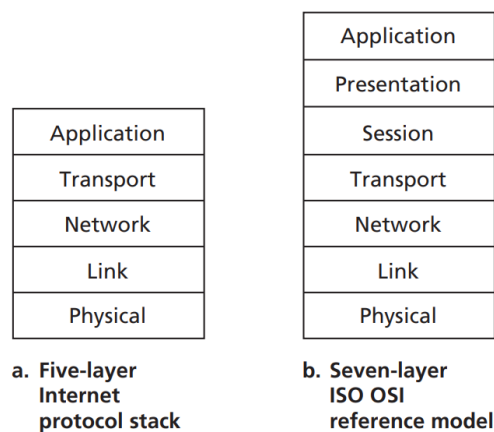 Application
Transport
Network
Link
Physical
a. Five-layer
Internet
protocol stack
Application
Presentation
Session
Transport
Network
Link
Physical
b. Seven-layer
ISO OSI
reference model